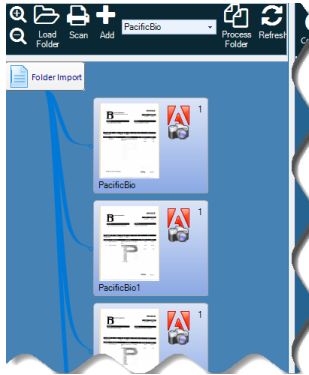 Load
Folder
Scan
Add
PacificBio
Process
Folder
Refresh
Folder Import
B
1
PacificBio
B
P
1
PacificBio1
B
P
1